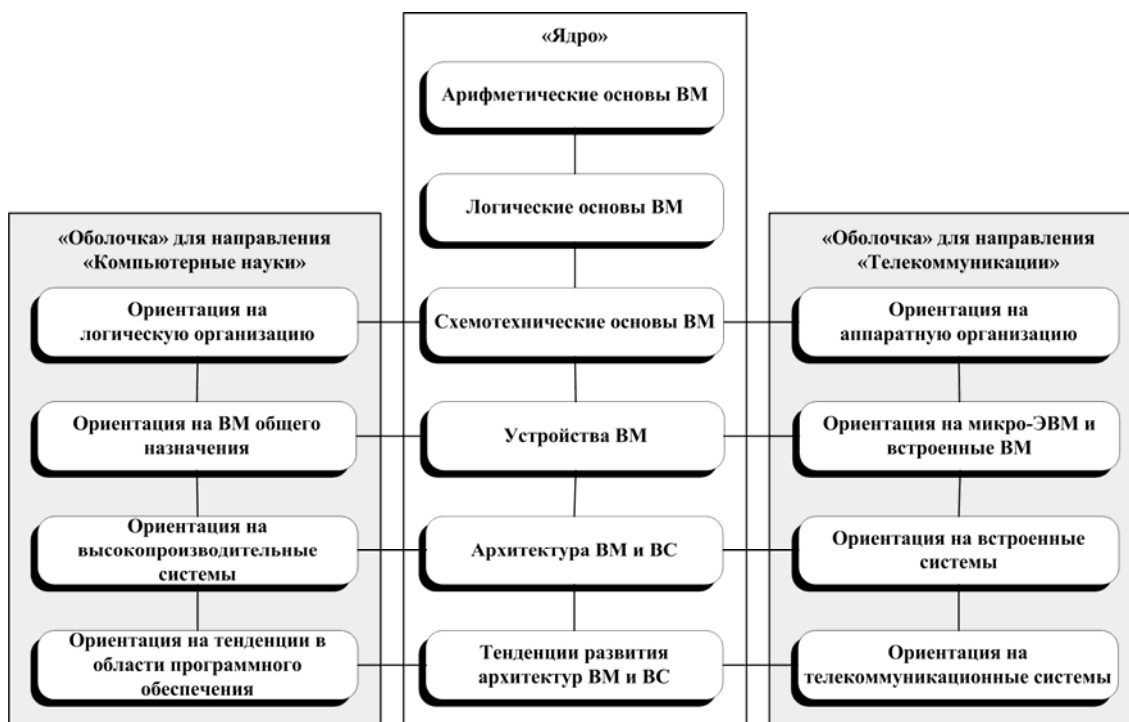 «Ядро»
Арифметические основы ВМ
Логические основы ВМ
Схемотехнические основы ВМ
Устройства ВМ
Архитектура ВМ и ВС
Тенденции развития
архитектур ВМ и ВС
«Оболочка» для направления
«Компьютерные науки»
Ориентация на
логическую организацию
Ориентация на ВМ общего
назначения
Ориентация на
высокопроизводительные
системы
Ориентация на тенденции в
области программного
обеспечения
«Оболочка» для направления
«Телекоммуникации»
Ориентация на
аппаратную организацию
Ориентация на микро-ЭВМ и
встроенные ВМ
Ориентация на встроенные
системы
Ориентация на
телекоммуникационные системы